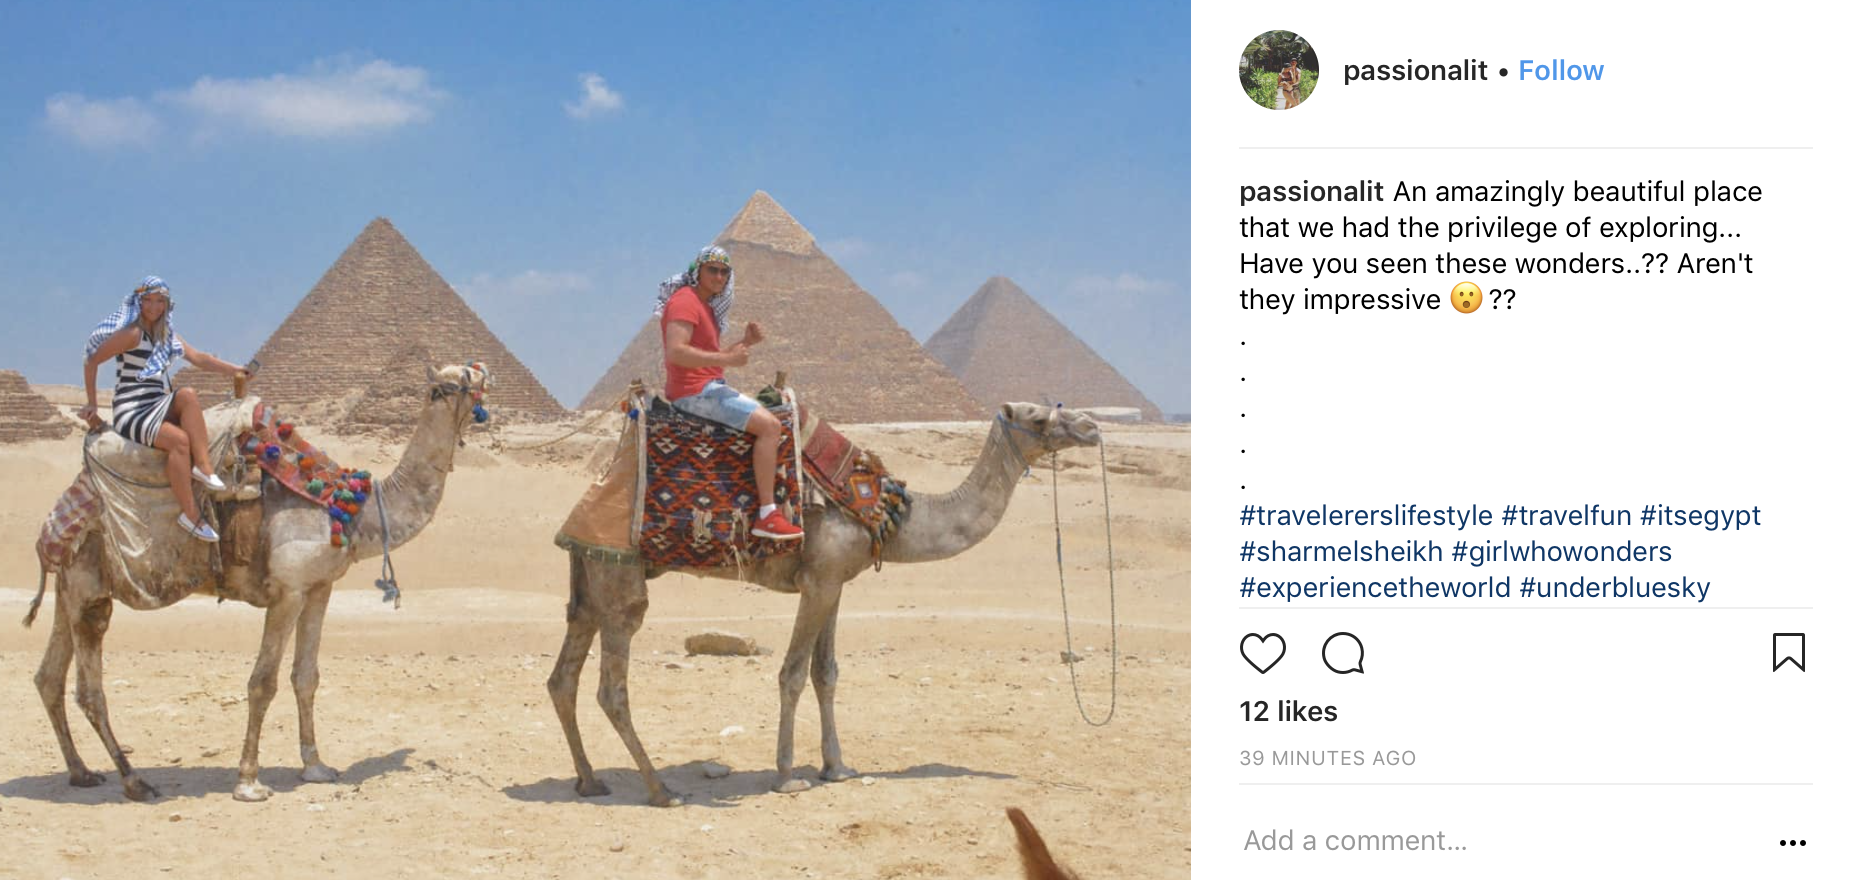 passionalit • Follow
passionalit An amazingly beautiful place
that we had the privilege of exploring...
Have you seen these wonders..?? Aren't
they impressive 😮 ??
.
.
.
.
.
#travelererslifestyle #travelfun #itsegypt
#sharmelsheikh #girlwhowonders
#experiencetheworld #underbluesky
12 likes
39 MINUTES AGO
Add a comment...